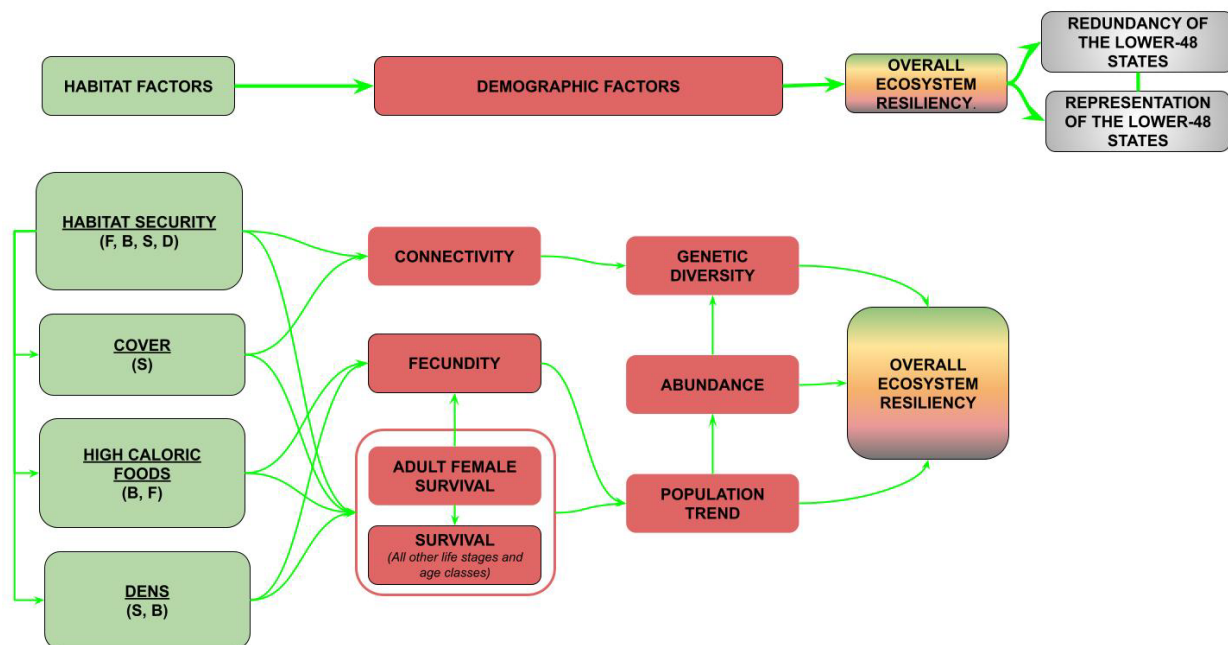 HABITAT FACTORS
DEMOGRAPHIC FACTORS
OVERALL
ECOSYSTEM
RESILIENCY.
REDUNDANCY OF
THE LOWER-48
STATES
REPRESENTATION
OF THE LOWER-48
STATES
HABITAT SECURITY
(F, B, S, D)
COVER
(S)
HIGH CALORIC
FOODS
(B, F)
DENS
(S, B)
CONNECTIVITY
FECUNDITY
ADULT FEMALE
SURVIVAL
SURVIVAL
(All other life stages and
age classes)
GENETIC
DIVERSITY
ABUNDANCE
POPULATION
TREND
OVERALL
ECOSYSTEM
RESILIENCY